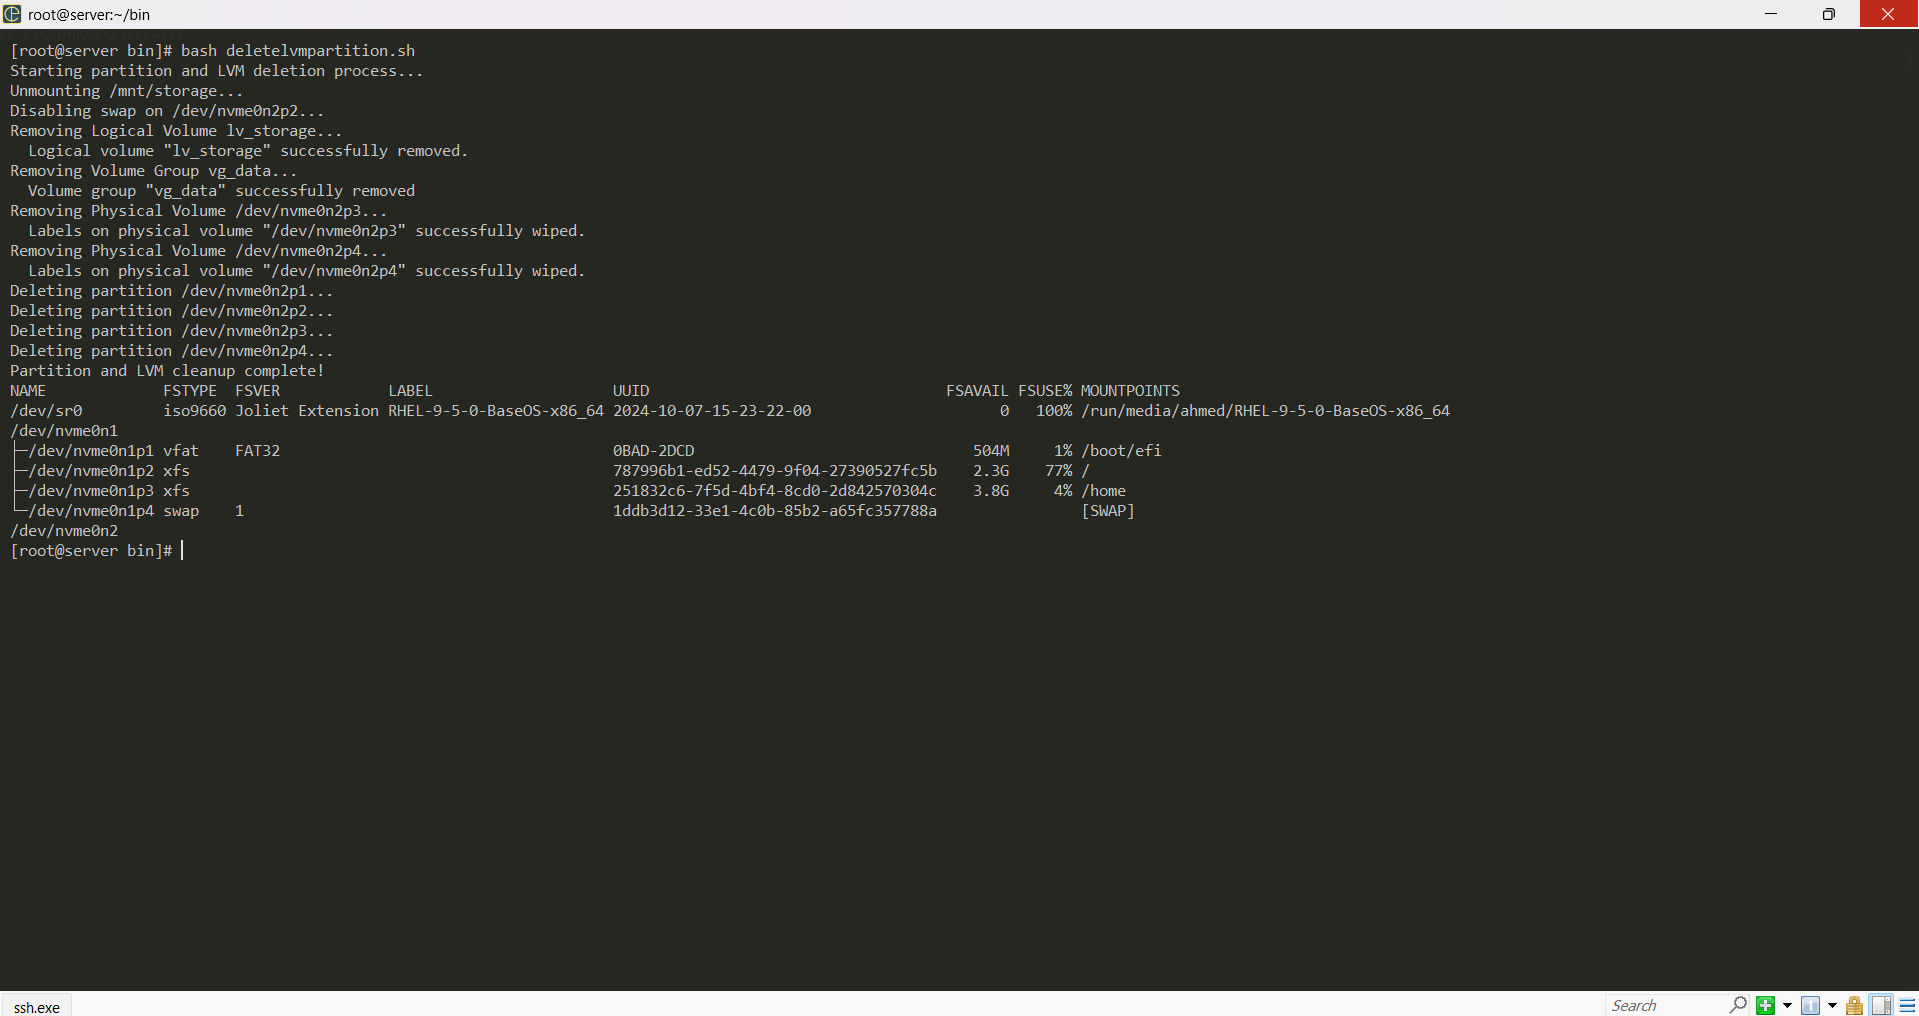 root@server:~/bin
[root@server bin]# bash deletelvmpartition.sh
Starting partition and LVM deletion process...
Unmounting /mnt/storage...
Disabling swap on /dev/nvme0n2p2...
Removing Logical Volume lv_storage...
  Logical volume "lv_storage" successfully removed.
Removing Volume Group vg_data...
  Volume group "vg_data" successfully removed
Removing Physical Volume /dev/nvme0n2p3...
  Labels on physical volume "/dev/nvme0n2p3" successfully wiped.
Removing Physical Volume /dev/nvme0n2p4...
  Labels on physical volume "/dev/nvme0n2p4" successfully wiped.
Deleting partition /dev/nvme0n2p1...
Deleting partition /dev/nvme0n2p2...
Deleting partition /dev/nvme0n2p3...
Deleting partition /dev/nvme0n2p4...
Partition and LVM cleanup complete!
NAME             FSTYPE  FSVER            LABEL                    UUID                                 FSAVAIL FSUSE% MOUNTPOINTS
/dev/sr0         iso9660 Joliet Extension RHEL-9-5-0-BaseOS-x86_64 2024-10-07-15-23-22-00                     0   100% /run/media/ahmed/RHEL-9-5-0-BaseOS-x86_64
/dev/nvme0n1
├─/dev/nvme0n1p1 vfat    FAT32                                     0BAD-2DCD                               504M     1% /boot/efi
├─/dev/nvme0n1p2 xfs                                               787996b1-ed52-4479-9f04-27390527fc5b    2.3G    77% /
├─/dev/nvme0n1p3 xfs                                               251832c6-7f5d-4bf4-8cd0-2d842570304c    3.8G     4% /home
└─/dev/nvme0n1p4 swap    1                                         1ddb3d12-33e1-4c0b-85b2-a65fc357788a                [SWAP]
/dev/nvme0n2
[root@server bin]#
ssh.exe
Search